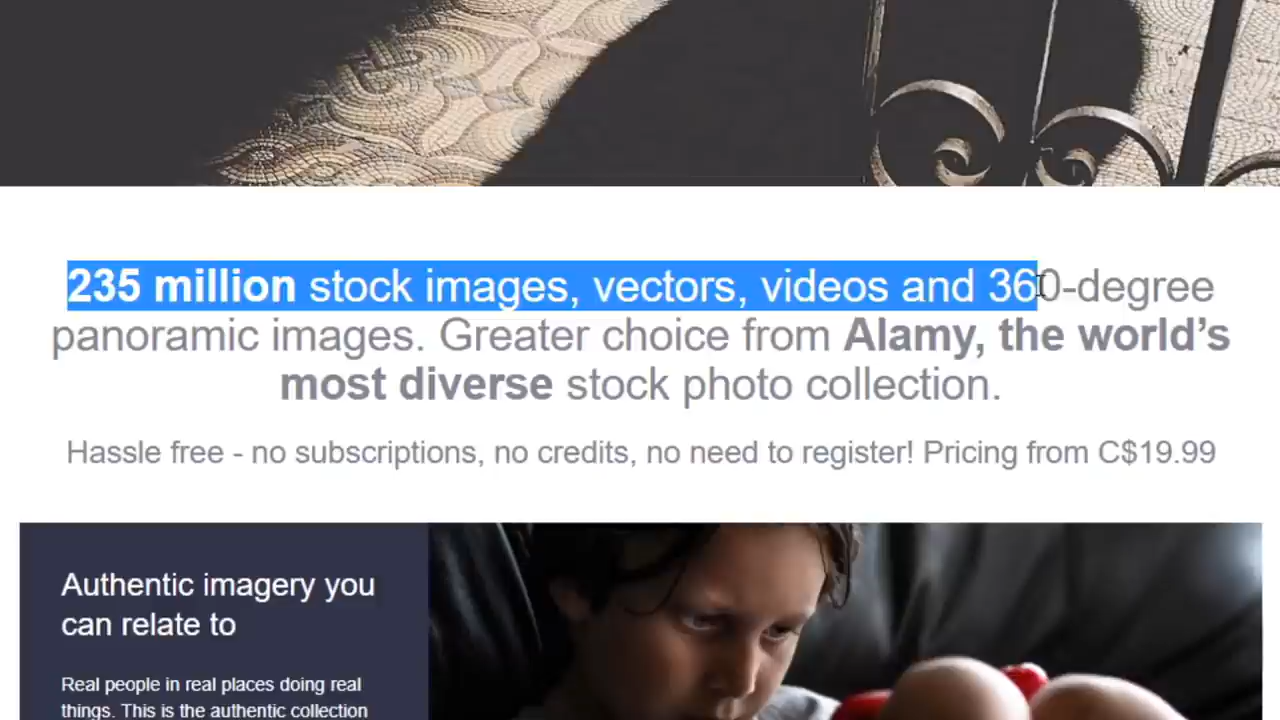 235 million stock images, vectors, videos and 360-degree
panoramic images. Greater choice from Alamy, the world’s
most diverse stock photo collection.
Hassle free - no subscriptions, no credits, no need to register! Pricing from C$19.99
Authentic imagery you
can relate to
Real people in real places doing real
things. This is the authentic collection